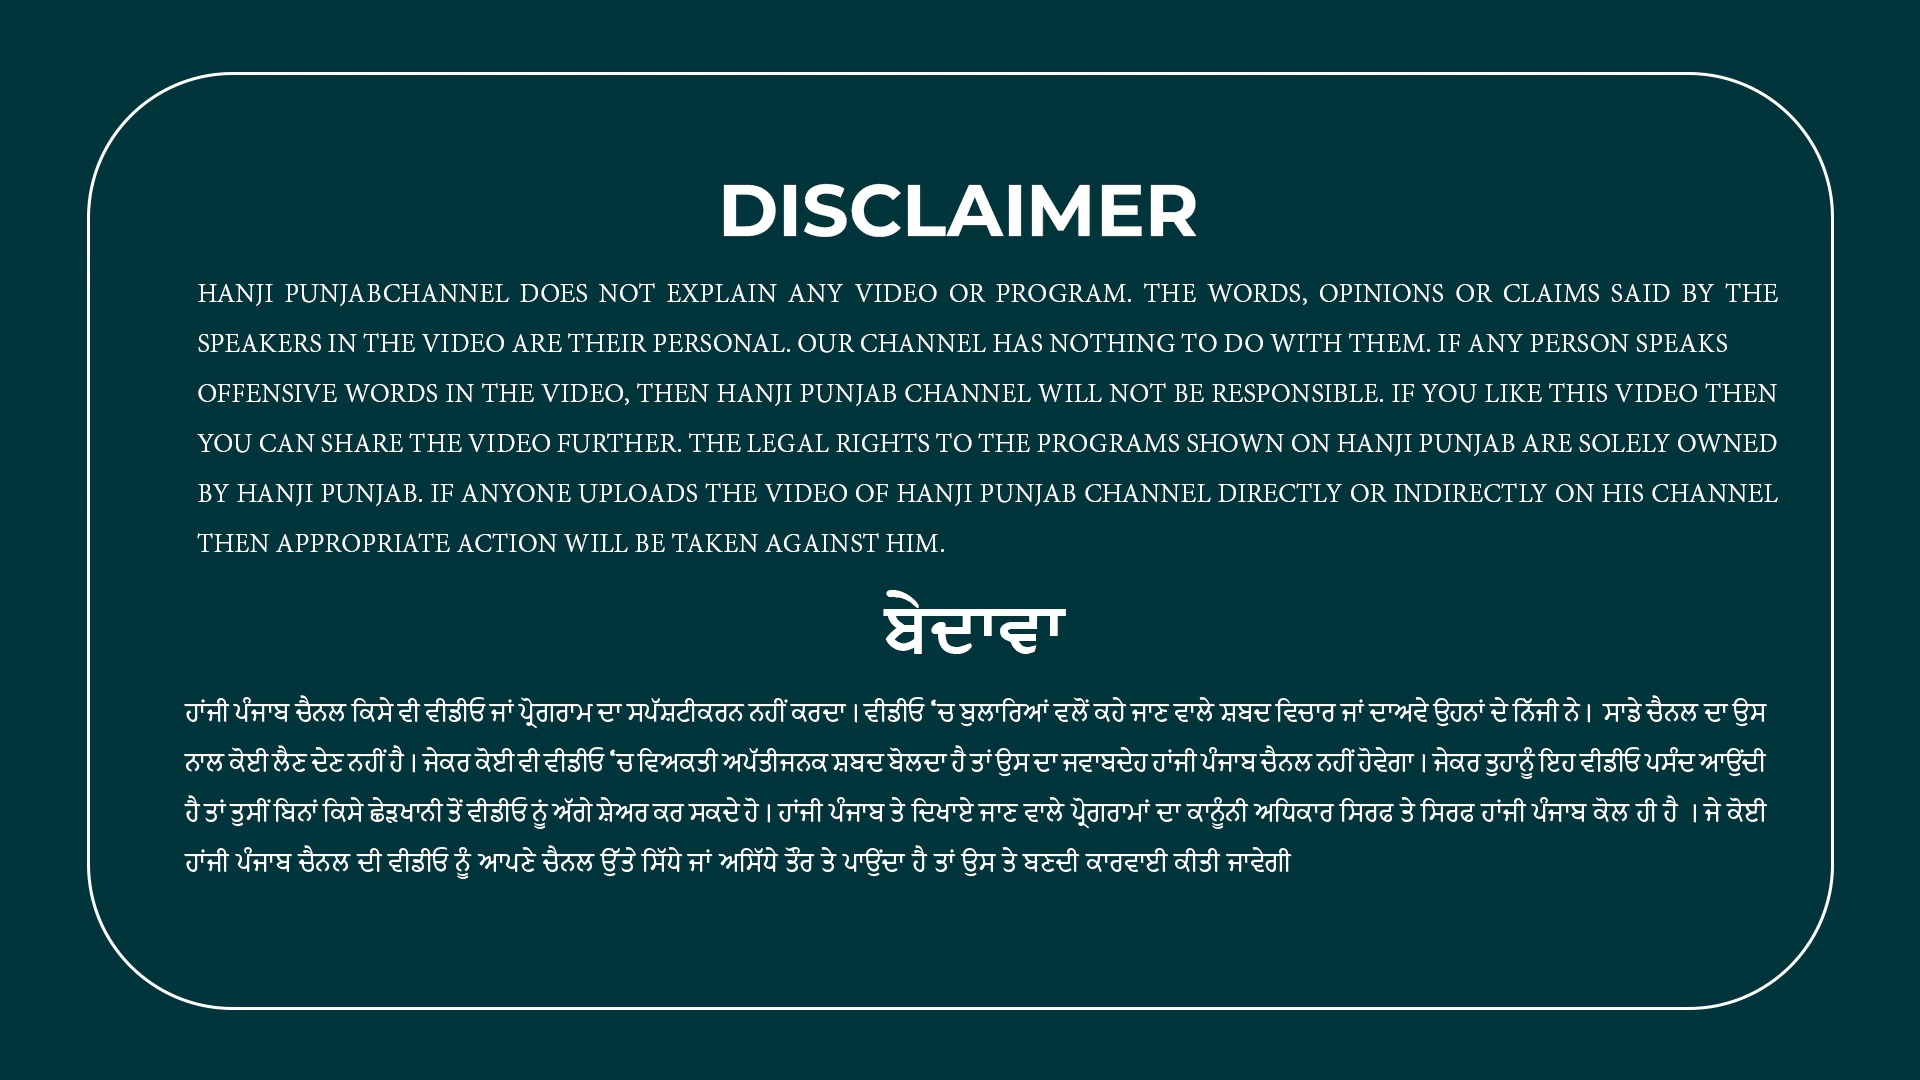 DISCLAIMER
HANJI PUNJABCHANNEL DOES NOT EXPLAIN ANY VIDEO OR PROGRAM. THE WORDS, OPINIONS OR CLAIMS SAID BY THE
SPEAKERS IN THE VIDEO ARE THEIR PERSONAL. OUR CHANNEL HAS NOTHING TO DO WITH THEM. IF ANY PERSON SPEAKS
OFFENSIVE WORDS IN THE VIDEO, THEN HANJI PUNJAB CHANNEL WILL NOT BE RESPONSIBLE. IF YOU LIKE THIS VIDEO THEN
YOU CAN SHARE THE VIDEO FURTHER. THE LEGAL RIGHTS TO THE PROGRAMS SHOWN ON HANJI PUNJAB ARE SOLELY OWNED
BY HANJI PUNJAB. IF ANYONE UPLOADS THE VIDEO OF HANJI PUNJAB CHANNEL DIRECTLY OR INDIRECTLY ON HIS CHANNEL
THEN APPROPRIATE ACTION WILL BE TAKEN AGAINST HIM.
ਬੇਦਾਵਾ
ਹਾਂਜੀ ਪੰਜਾਬ ਚੈਨਲ ਕਿਸੇ ਵੀ ਵੀਡੀਓ ਜਾਂ ਪ੍ਰੋਗਰਾਮ ਦਾ ਸਪੱਸ਼ਟੀਕਰਨ ਨਹੀਂ ਕਰਦਾ। ਵੀਡੀਓ ‘ਚ ਬੁਲਾਰਿਆਂ ਵਲੋਂ ਕਹੇ ਜਾਣ ਵਾਲੇ ਸ਼ਬਦ ਵਿਚਾਰ ਜਾਂ ਦਾਅਵੇ ਉਹਨਾਂ ਦੇ ਨਿੱਜੀ ਨੇ। ਸਾਡੇ ਚੈਨਲ ਦਾ ਉਸ
ਨਾਲ ਕੋਈ ਲੈਣ ਦੇਣ ਨਹੀਂ ਹੈ। ਜੇਕਰ ਕੋਈ ਵੀ ਵੀਡੀਓ ‘ਚ ਵਿਅਕਤੀ ਅਪੱਤੀਜਨਕ ਸ਼ਬਦ ਬੋਲਦਾ ਹੈ ਤਾਂ ਉਸ ਦਾ ਜਵਾਬਦੇਹ ਹਾਂਜੀ ਪੰਜਾਬ ਚੈਨਲ ਨਹੀਂ ਹੋਵੇਗਾ। ਜੇਕਰ ਤੁਹਾਨੂੰ ਇਹ ਵੀਡੀਓ ਪਸੰਦ ਆਉਂਦੀ
ਹੈ ਤਾਂ ਤੁਸੀਂ ਬਿਨਾਂ ਕਿਸੇ ਛੇੜਖਾਨੀ ਤੋਂ ਵੀਡੀਓ ਨੂੰ ਅੱਗੇ ਸ਼ੇਅਰ ਕਰ ਸਕਦੇ ਹੋ। ਹਾਂਜੀ ਪੰਜਾਬ ਤੇ ਦਿਖਾਏ ਜਾਣ ਵਾਲੇ ਪ੍ਰੋਗਰਾਮਾਂ ਦਾ ਕਾਨੂੰਨੀ ਅਧਿਕਾਰ ਸਿਰਫ ਤੇ ਸਿਰਫ ਹਾਂਜੀ ਪੰਜਾਬ ਕੋਲ ਹੀ ਹੈ । ਜੇ ਕੋਈ
ਹਾਂਜੀ ਪੰਜਾਬ ਚੈਨਲ ਦੀ ਵੀਡੀਓ ਨੂੰ ਆਪਣੇ ਚੈਨਲ ਉੱਤੇ ਸਿੱਧੇ ਜਾਂ ਅਸਿੱਧੇ ਤੌਰ ਤੇ ਪਾਉਂਦਾ ਹੈ ਤਾਂ ਉਸ ਤੇ ਬਣਦੀ ਕਾਰਵਾਈ ਕੀਤੀ ਜਾਵੇਗੀ